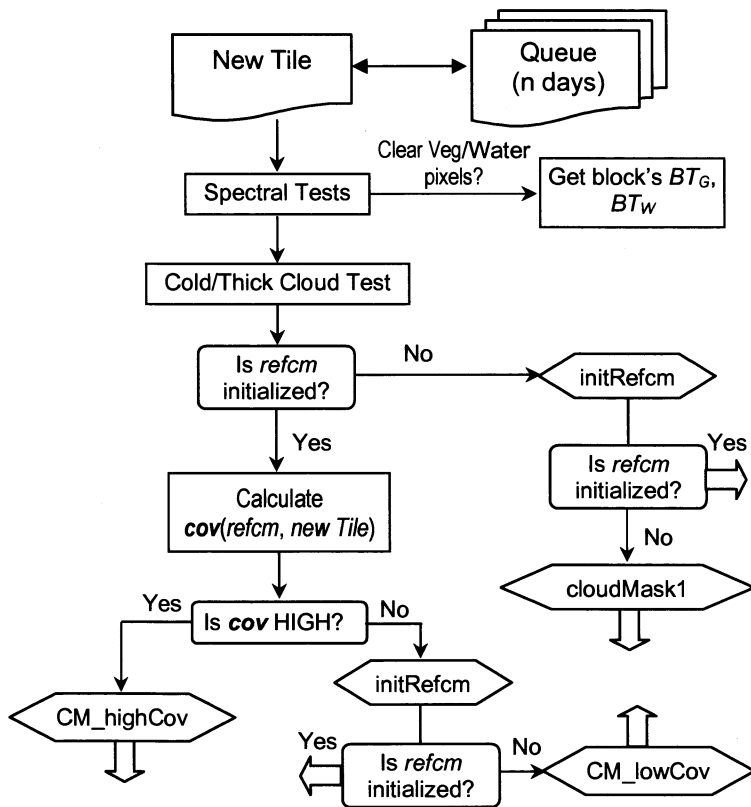 New Tile
Queue
(n days)
Clear Veg/Water
pixels?
Spectral Tests
Get block's BT_G,
BT_W
Cold/Thick Cloud Test
Is refcm
initialized?
No
initRefcm
Yes
Yes
Is refcm
initialized?
Calculate
cov(refcm, new Tile)
No
cloudMask1
Yes
Is cov HIGH?
No
initRefcm
CM_highCov
Yes
Is refcm
initialized?
No
CM_lowCov